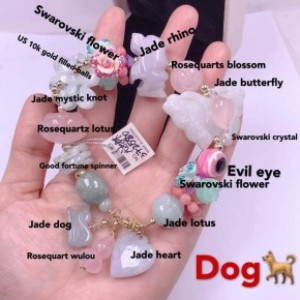 Swarovski flower
US 10k gold filled balls
Jade rhino
Rosequarts blossom
Jade butterfly
Jade mystic knot
Swarovski crystal
Rosequartz lotus
Good fortune spinner
Evil eye
Swarovski flower
Jade dog
Jade lotus
Rosequart wulou
Jade heart
Dog